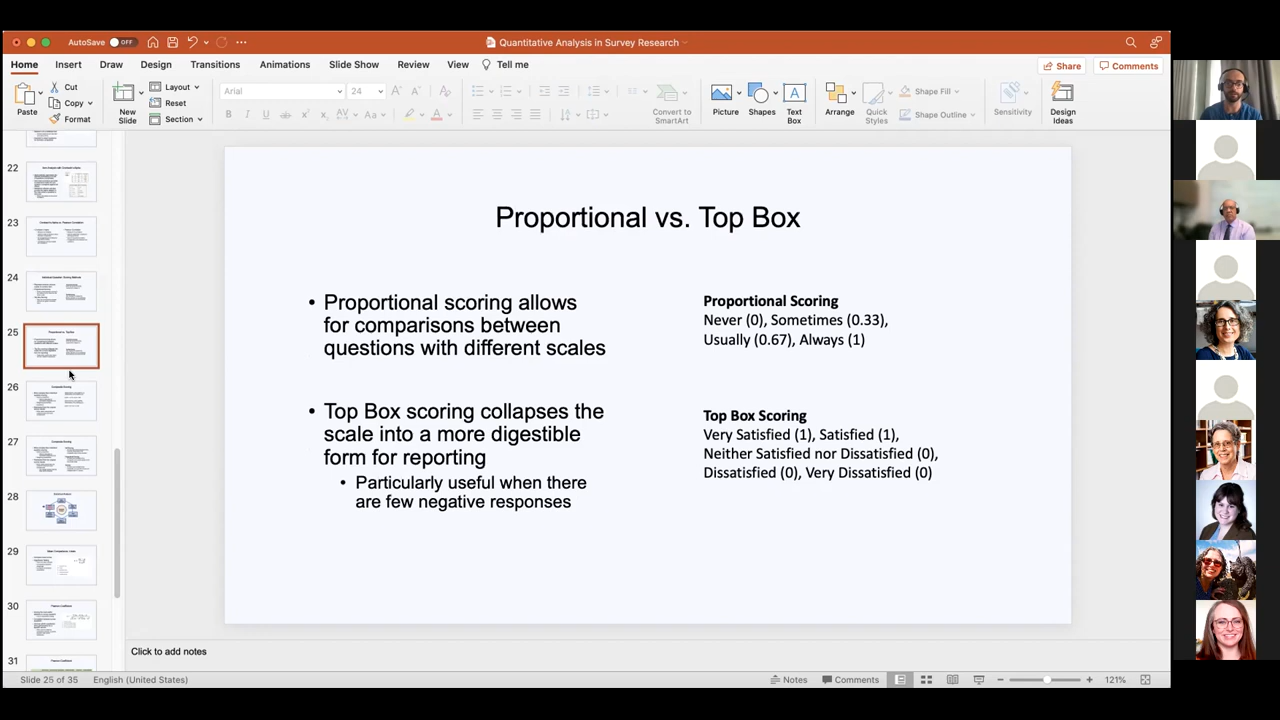 AutoSave OFF
Quantitative Analysis in Survey Research
Home Insert Draw Design Transitions Animations Slide Show Review View Tell me
Share Comments
Paste
Cut
Copy
Format
New Slide
Layout
Reset
Section
Arial 24
Convert to SmartArt
Picture
Shapes
Text Box
Arrange
Quick Styles
Shape Fill
Shape Outline
Sensitivity
Design Ideas
22
23
24
25
26
27
28
29
30
31
Proportional vs. Top Box
• Proportional scoring allows
for comparisons between
questions with different scales
• Top Box scoring collapses the
scale into a more digestible
form for reporting
• Particularly useful when there
are few negative responses
Proportional Scoring
Never (0), Sometimes (0.33),
Usually (0.67), Always (1)
Top Box Scoring
Very Satisfied (1), Satisfied (1),
Neither Satisfied nor Dissatisfied (0),
Dissatisfied (0), Very Dissatisfied (0)
Click to add notes
Slide 25 of 35 English (United States) Notes Comments 121%